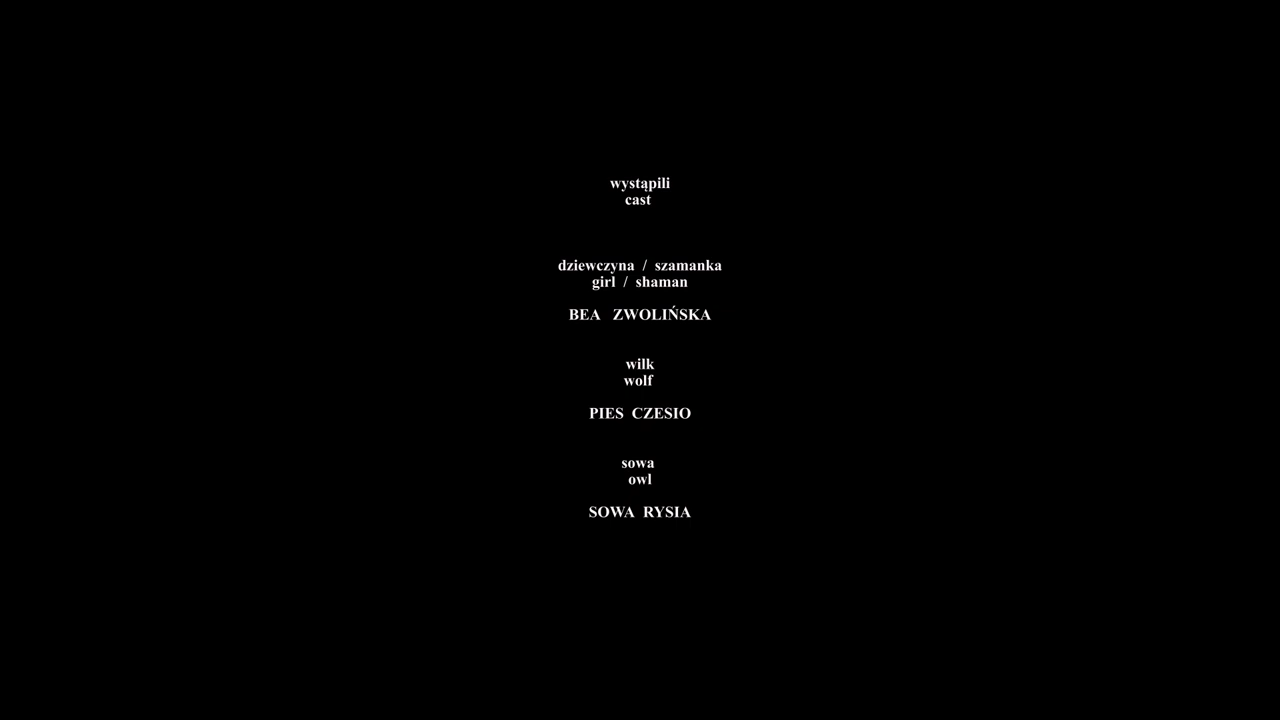 wystąpili
cast
dziewczyna / szamanka
girl / shaman
BEA ZWOLIŃSKA
wilk
wolf
PIES CZESIO
sowa
owl
SOWA RYSIA